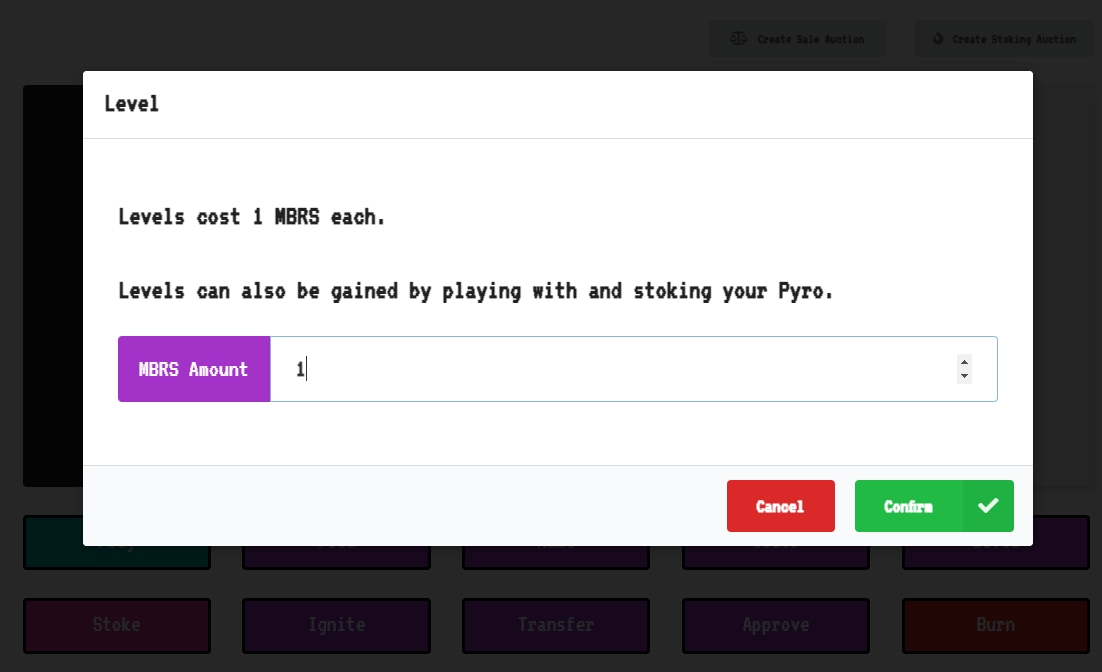 Create Sale Auction
Create Stoking Auction
Level
Levels cost 1 MBRS each.
Levels can also be gained by playing with and stoking your Pyro.
MBRS Amount
1
Cancel
Confirm
Stoke
Ignite
Transfer
Approve
Burn